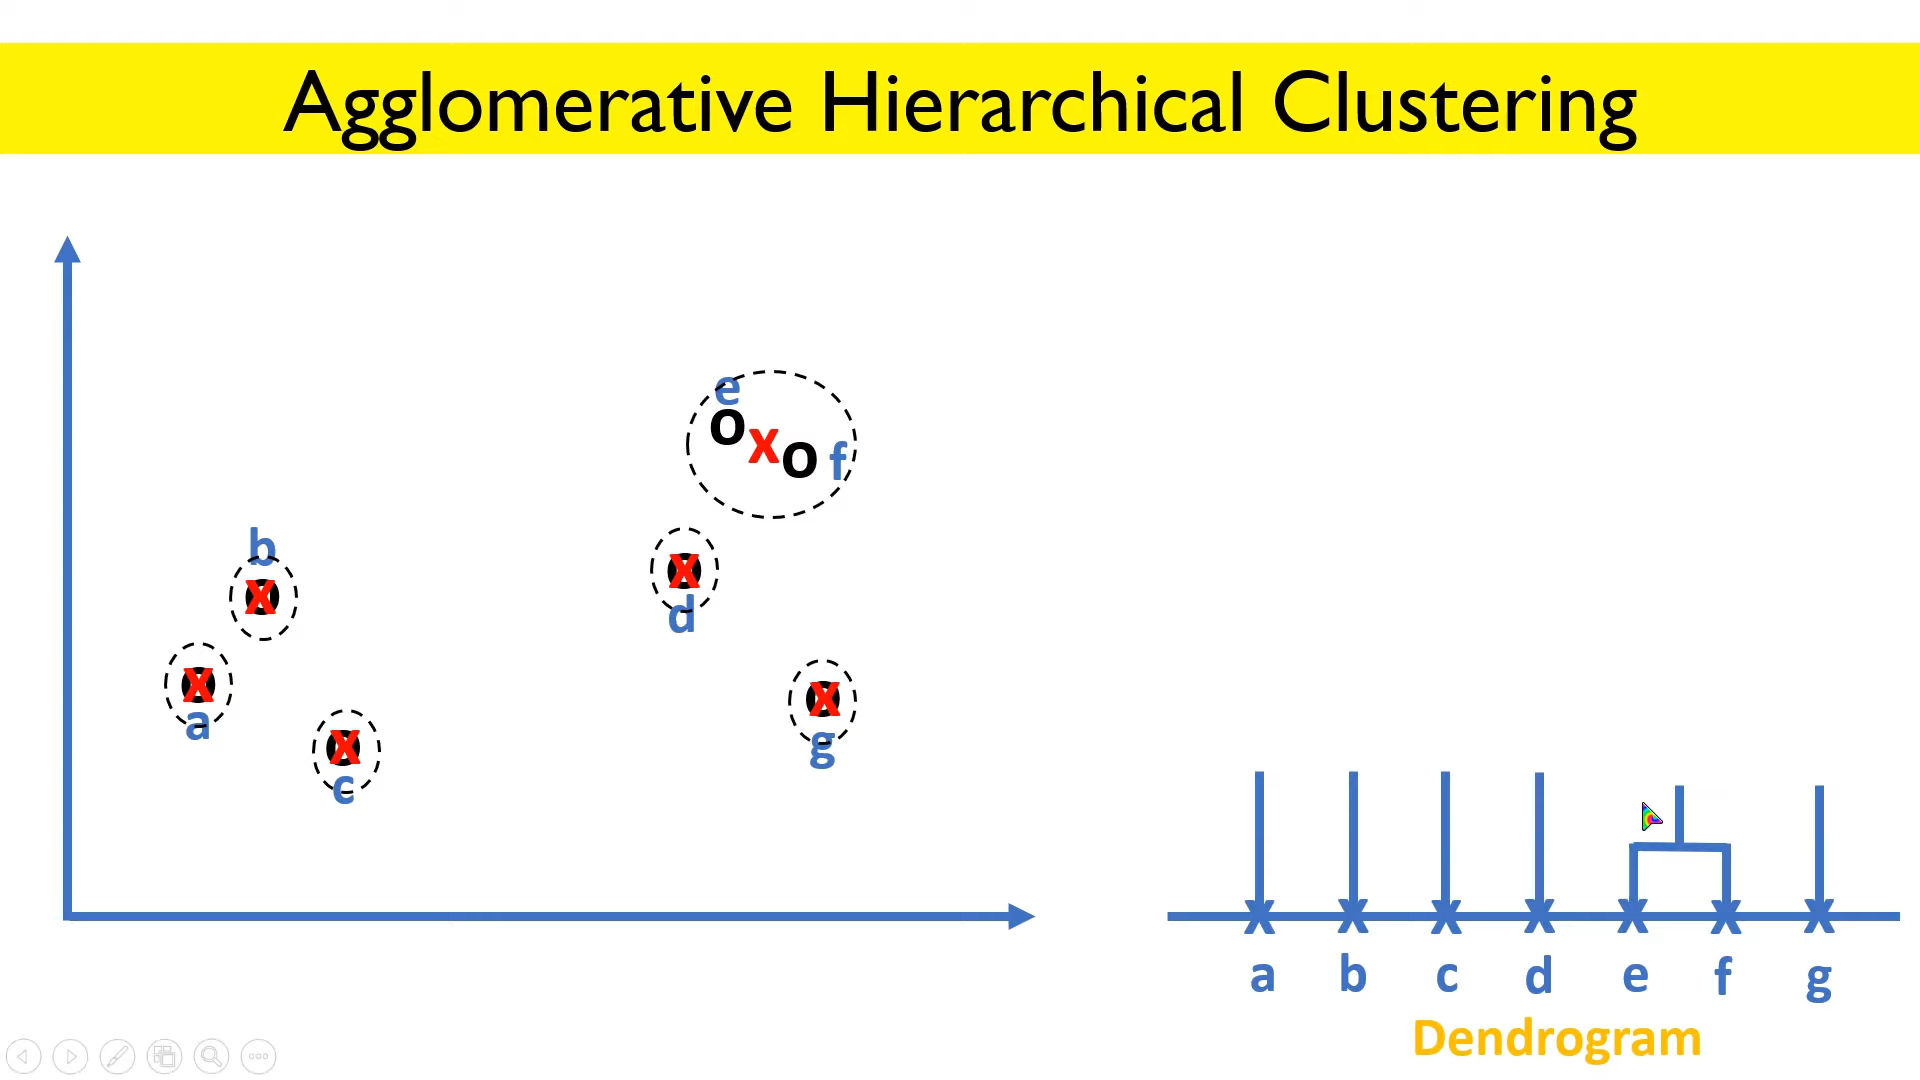 Agglomerative Hierarchical Clustering
e
o x o f
b
x
x
d
x
a
x
g
x
c
x x x x x x x
a b c d e f g
Dendrogram